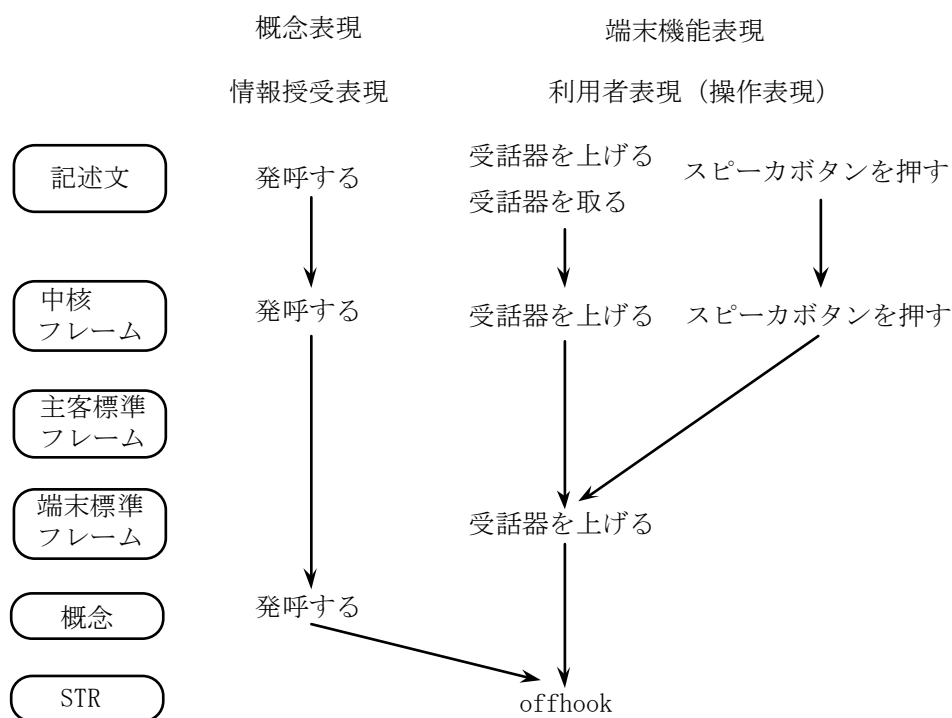 概念表現
端末機能表現
情報授受表現
利用者表現（操作表現）
記述文
発呼する
受話器を上げる
受話器を取る
スピーカボタンを押す
中核
フレーム
発呼する
受話器を上げる
スピーカボタンを押す
主客標準
フレーム
端末標準
フレーム
受話器を上げる
概念
発呼する
STR
offhook